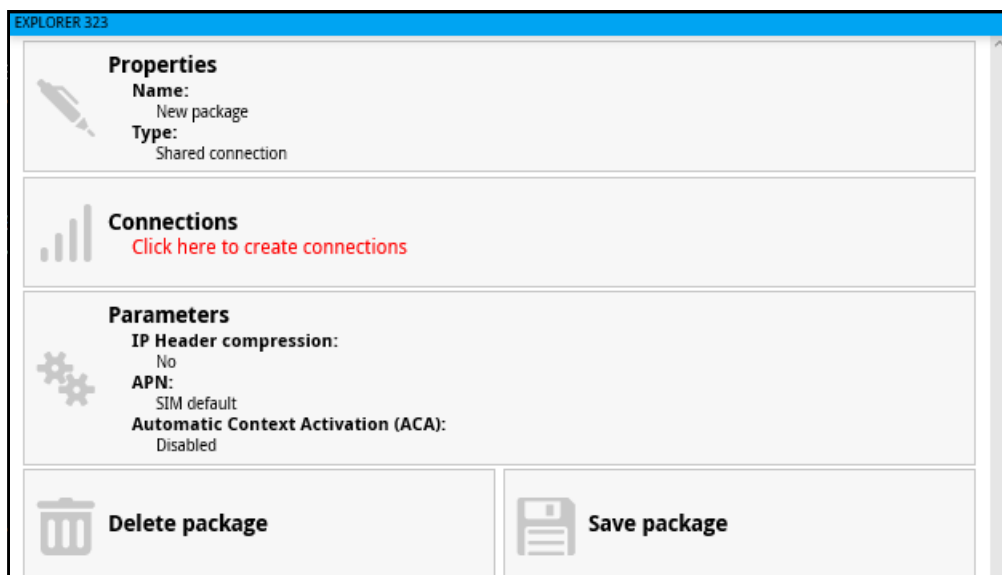 EXPLORER 323
Properties
Name:
New package
Type:
Shared connection
Connections
Click here to create connections
Parameters
IP Header compression:
No
APN:
SIM default
Automatic Context Activation (ACA):
Disabled
Delete package
Save package